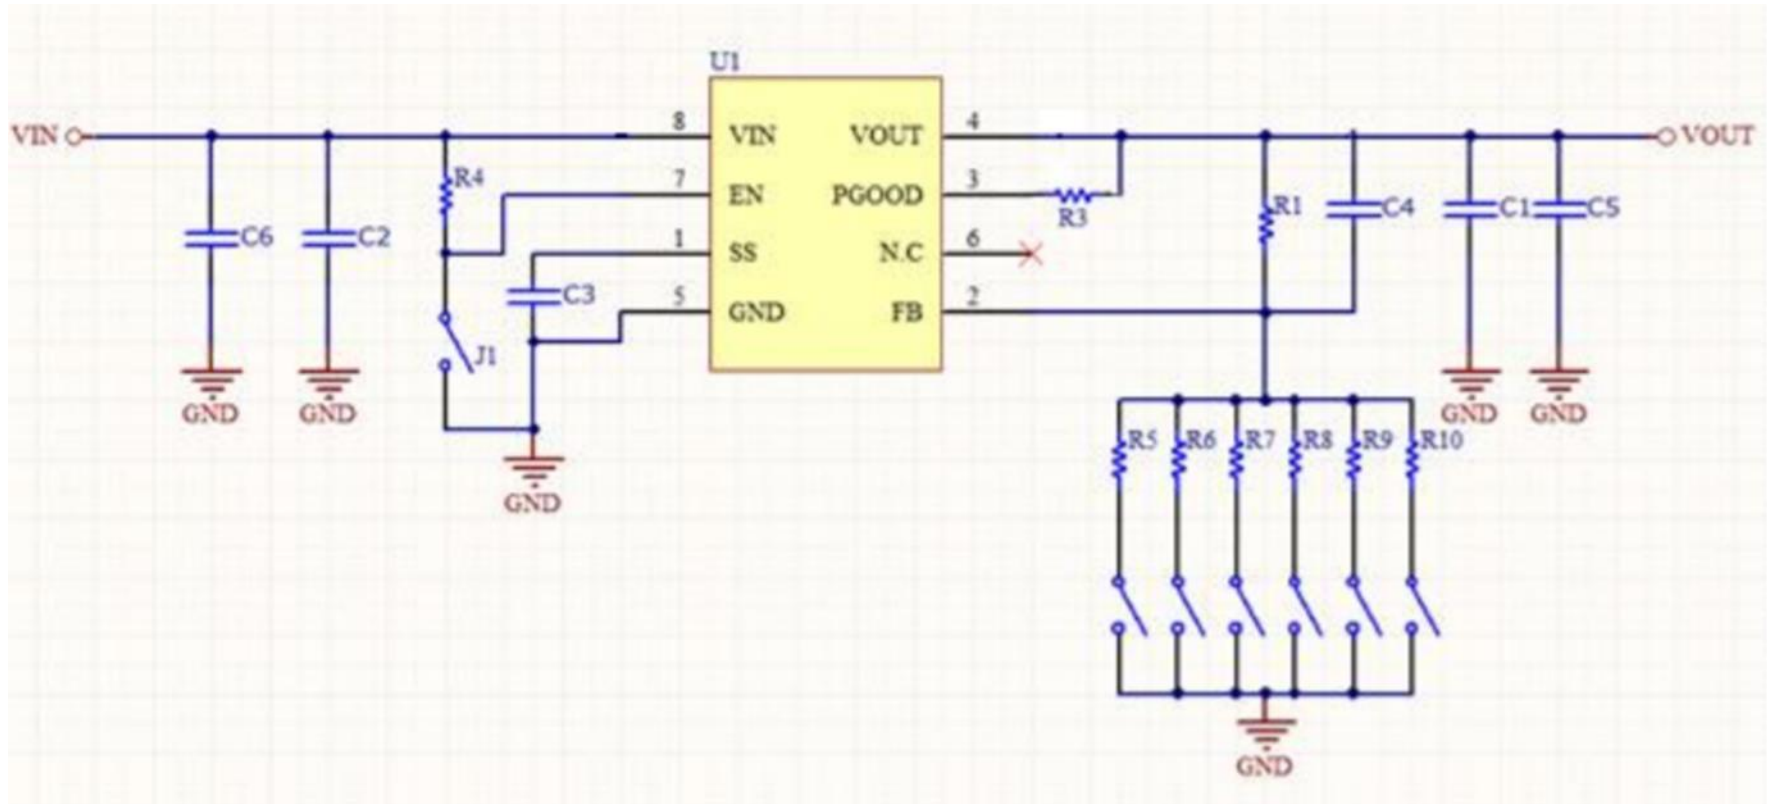 U1
VIN
8
VIN
VOUT
4
VOUT
R4
7
EN
PGOOD
3
R3
R1
C4
C1
C5
C6
C2
1
SS
N.C
6
C3
5
GND
FB
2
J1
GND
GND
GND
GND
GND
R5
R6
R7
R8
R9
R10
GND